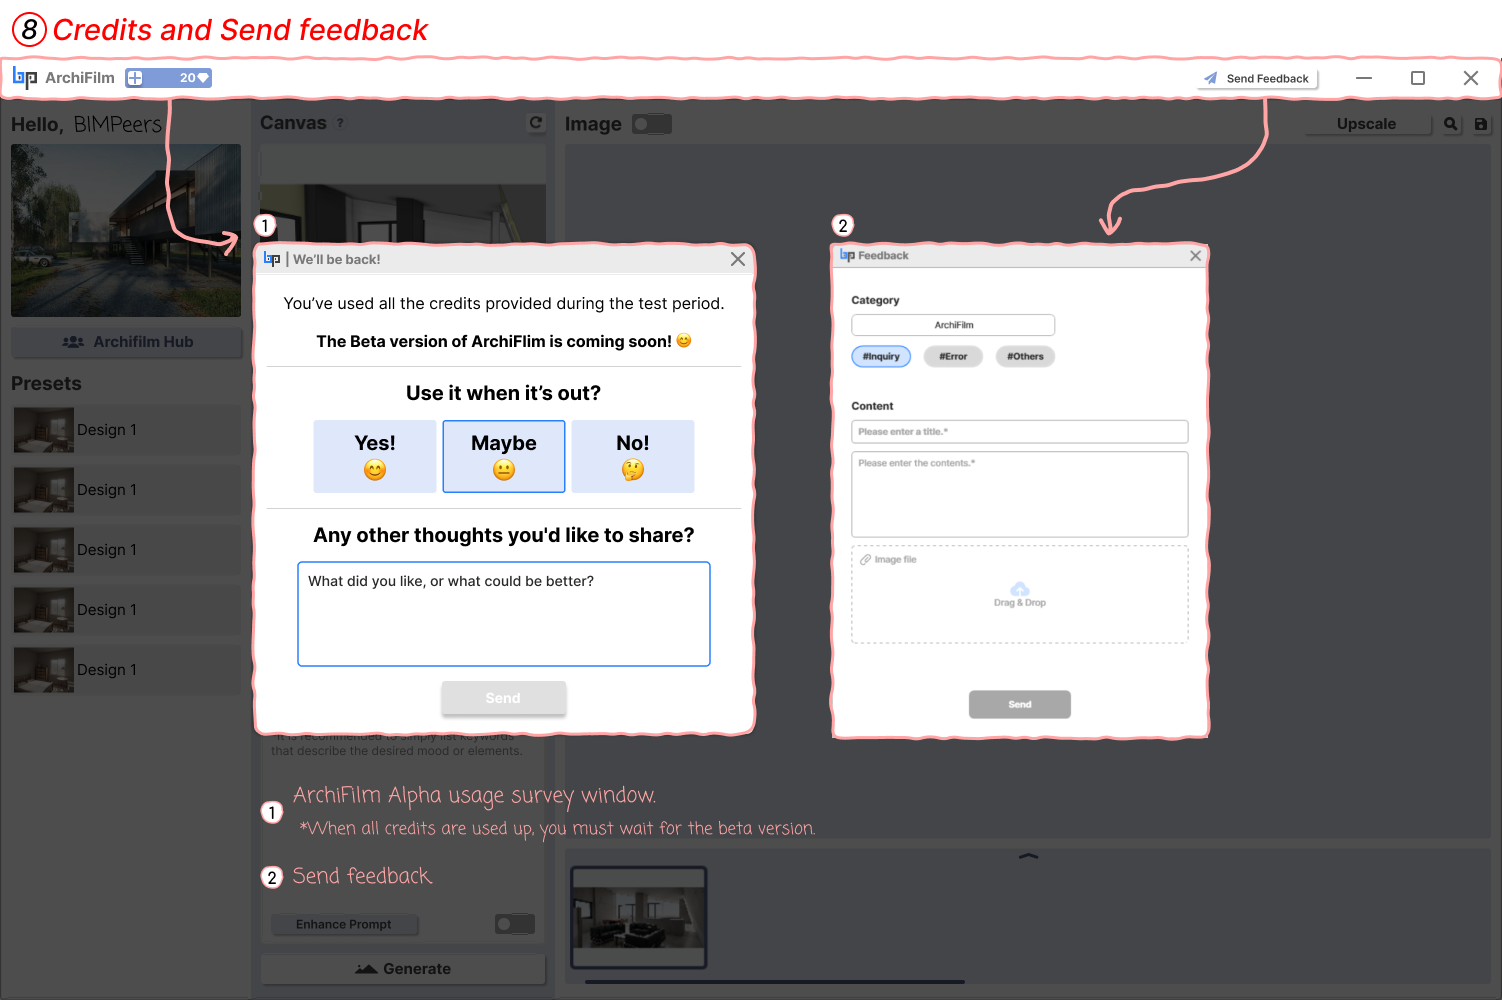 8 Credits and Send feedback
bp ArchiFilm 20 Send Feedback
Hello, BIMPeers
Canvas ?
Image
Upscale
Archifilm Hub
Presets
Design 1
Design 1
Design 1
Design 1
Design 1
1
bp | We'll be back!
You've used all the credits provided during the test period.
The Beta version of ArchiFlim is coming soon! 😊
Use it when it's out?
Yes! Maybe No!
😊 😐 🤔
Any other thoughts you'd like to share?
What did you like, or what could be better?
Send
2
bp Feedback
Category
ArchiFilm
#Inquiry #Error #Others
Content
Please enter a title.*
Please enter the contents.*
Image file
Drag & Drop
Send
*It is recommended to simply list keywords
that describe the desired mood or elements.
1 ArchiFilm Alpha usage survey window.
*When all credits are used up, you must wait for the beta version.
2 Send feedback.
Enhance Prompt
Generate